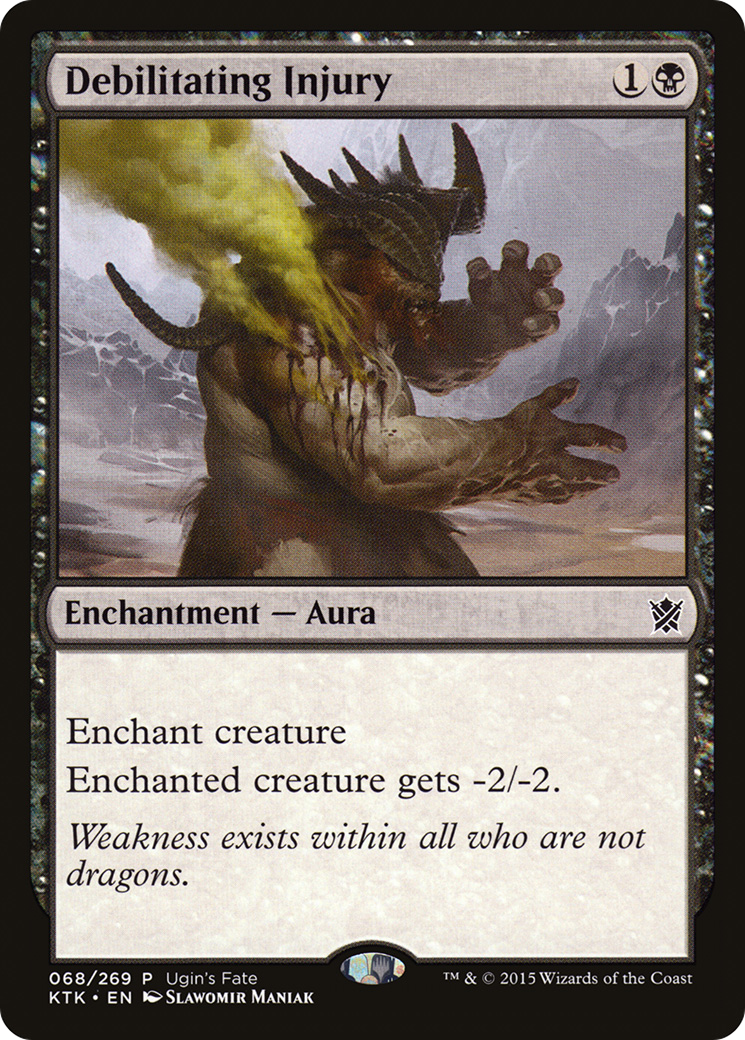 Debilitating Injury 1
Enchantment — Aura
Enchant creature
Enchanted creature gets -2/-2.
Weakness exists within all who are not
dragons.
068/269 P Ugin's Fate
™ & © 2015 Wizards of the Coast
KTK • EN Slawomir Maniak